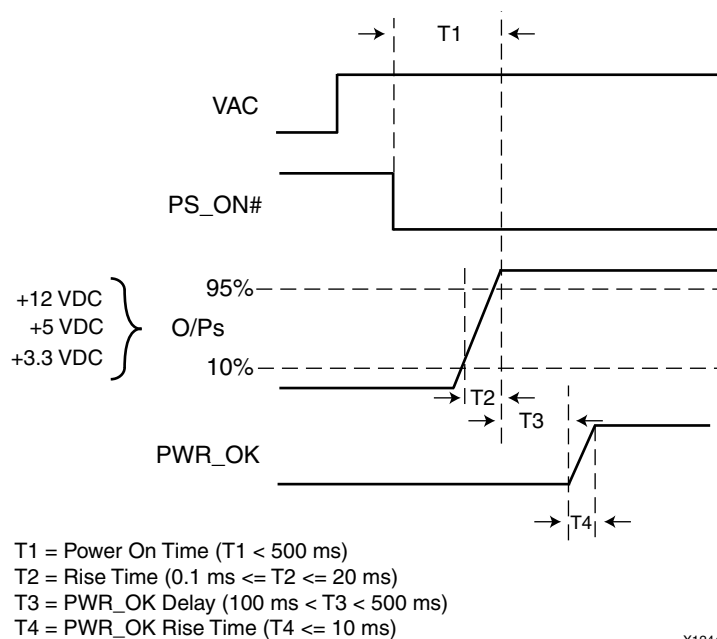 T1
VAC
PS_ON#
+12 VDC
+5 VDC
+3.3 VDC
O/Ps
95%
10%
T2
T3
PWR_OK
T4
T1 = Power On Time (T1 < 500 ms)
T2 = Rise Time (0.1 ms <= T2 <= 20 ms)
T3 = PWR_OK Delay (100 ms < T3 < 500 ms)
T4 = PWR_OK Rise Time (T4 <= 10 ms)